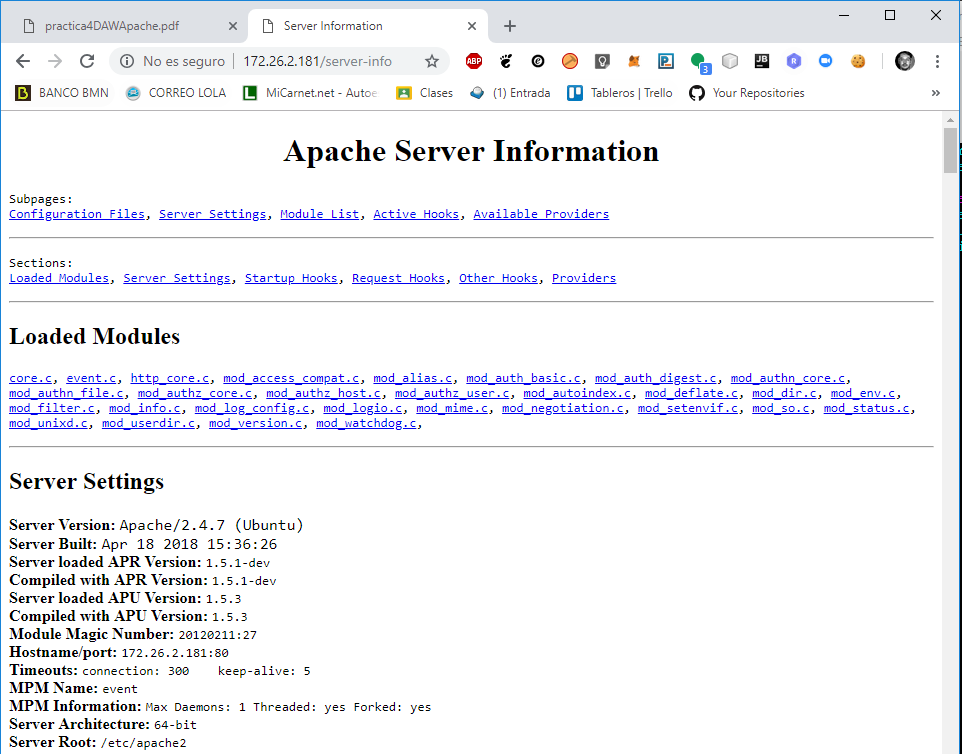 practica4DAWApache.pdf
Server Information
No es seguro | 172.26.2.181/server-info
ABP
3
JB
R
BANCO BMN
CORREO LOLA
MiCarnet.net - Autoe
Clases
(1) Entrada
Tableros | Trello
Your Repositories
»
Apache Server Information
Subpages:
Configuration Files, Server Settings, Module List, Active Hooks, Available Providers
Sections:
Loaded Modules, Server Settings, Startup Hooks, Request Hooks, Other Hooks, Providers
Loaded Modules
core.c, event.c, http_core.c, mod_access_compat.c, mod_alias.c, mod_auth_basic.c, mod_auth_digest.c, mod_authn_core.c,
mod_authn_file.c, mod_authz_core.c, mod_authz_host.c, mod_authz_user.c, mod_autoindex.c, mod_deflate.c, mod_dir.c, mod_env.c,
mod_filter.c, mod_info.c, mod_log_config.c, mod_logio.c, mod_mime.c, mod_negotiation.c, mod_setenvif.c, mod_so.c, mod_status.c,
mod_unixd.c, mod_userdir.c, mod_version.c, mod_watchdog.c,
Server Settings
Server Version: Apache/2.4.7 (Ubuntu)
Server Built: Apr 18 2018 15:36:26
Server loaded APR Version: 1.5.1-dev
Compiled with APR Version: 1.5.1-dev
Server loaded APU Version: 1.5.3
Compiled with APU Version: 1.5.3
Module Magic Number: 20120211:27
Hostname/port: 172.26.2.181:80
Timeouts: connection: 300    keep-alive: 5
MPM Name: event
MPM Information: Max Daemons: 1 Threaded: yes Forked: yes
Server Architecture: 64-bit
Server Root: /etc/apache2